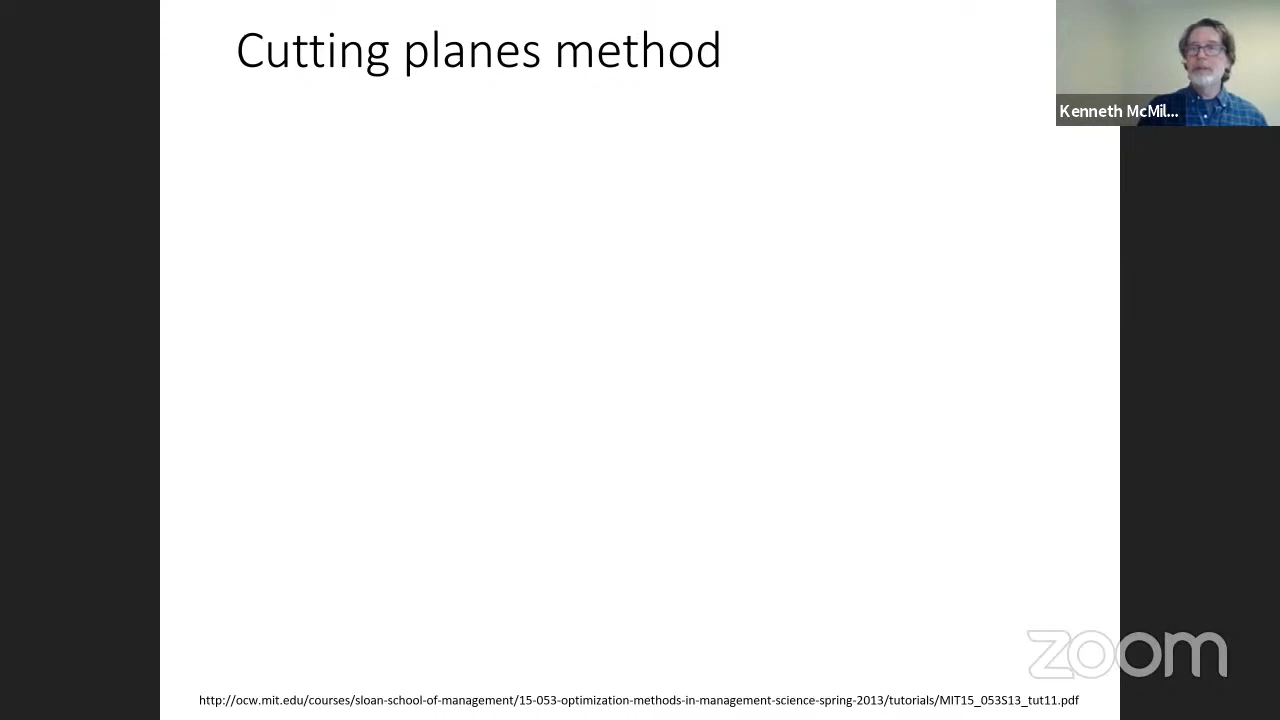 Cutting planes method
Kenneth McMil...
zoom
http://ocw.mit.edu/courses/sloan-school-of-management/15-053-optimization-methods-in-management-science-spring-2013/tutorials/MIT15_053S13_tut11.pdf